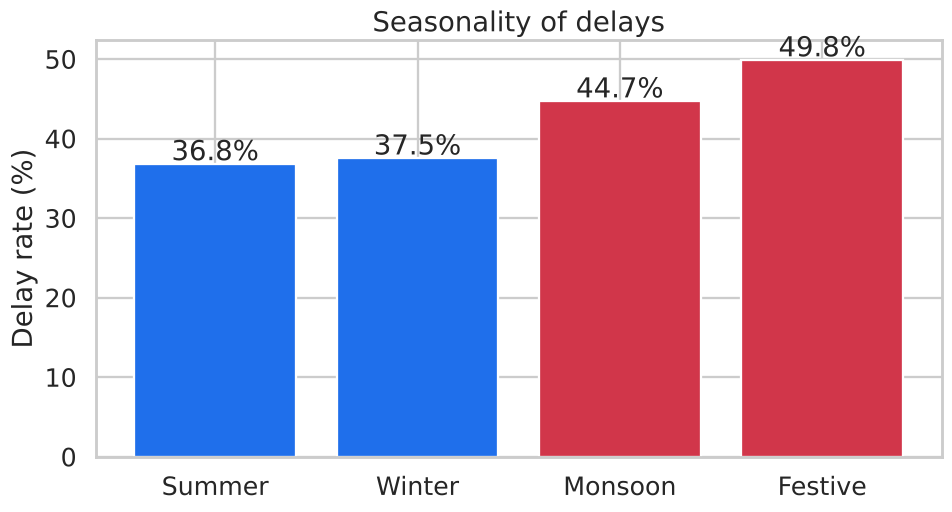 Seasonality of delays
Delay rate (%)
50
40
30
20
10
0
36.8%
37.5%
44.7%
49.8%
Summer
Winter
Monsoon
Festive